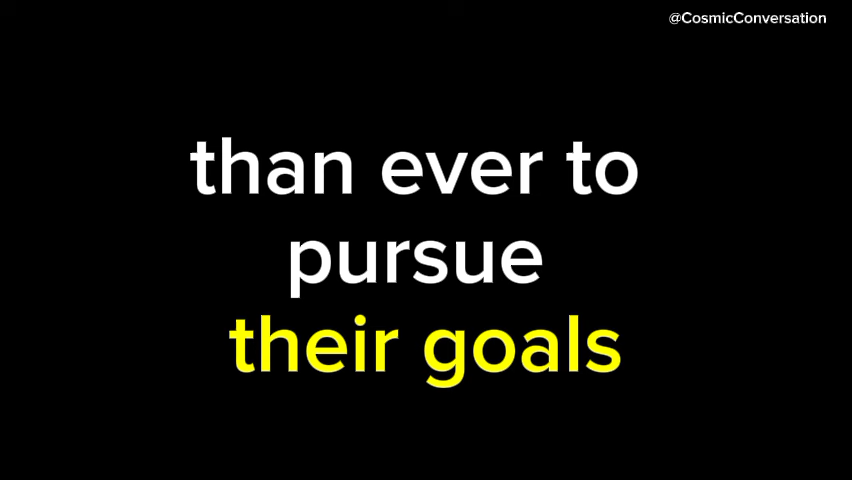 @CosmicConversation
than ever to
pursue
their goals